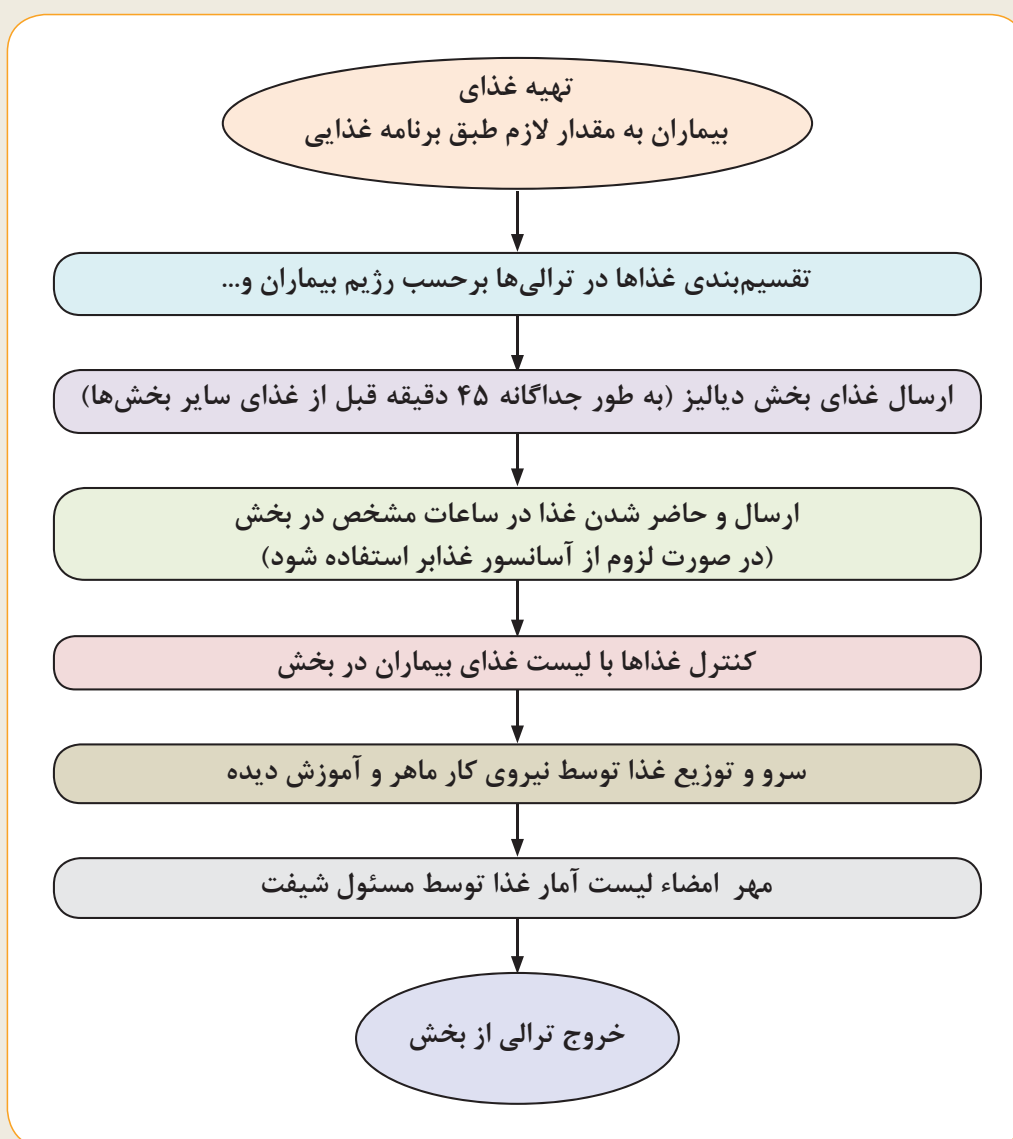 تهیه غذای
بیماران به مقدار لازم طبق برنامه غذایی
تقسیم‌بندی غذاها در ترالی‌ها برحسب رژیم بیماران و...
ارسال غذای بخش دیالیز (به طور جداگانه ۴۵ دقیقه قبل از غذای سایر بخش‌ها)
ارسال و حاضر شدن غذا در ساعات مشخص در بخش
(در صورت لزوم از آسانسور غذابر استفاده شود)
کنترل غذاها با لیست غذای بیماران در بخش
سرو و توزیع غذا توسط نیروی کار ماهر و آموزش دیده
مهر امضاء لیست آمار غذا توسط مسئول شیفت
خروج ترالی از بخش